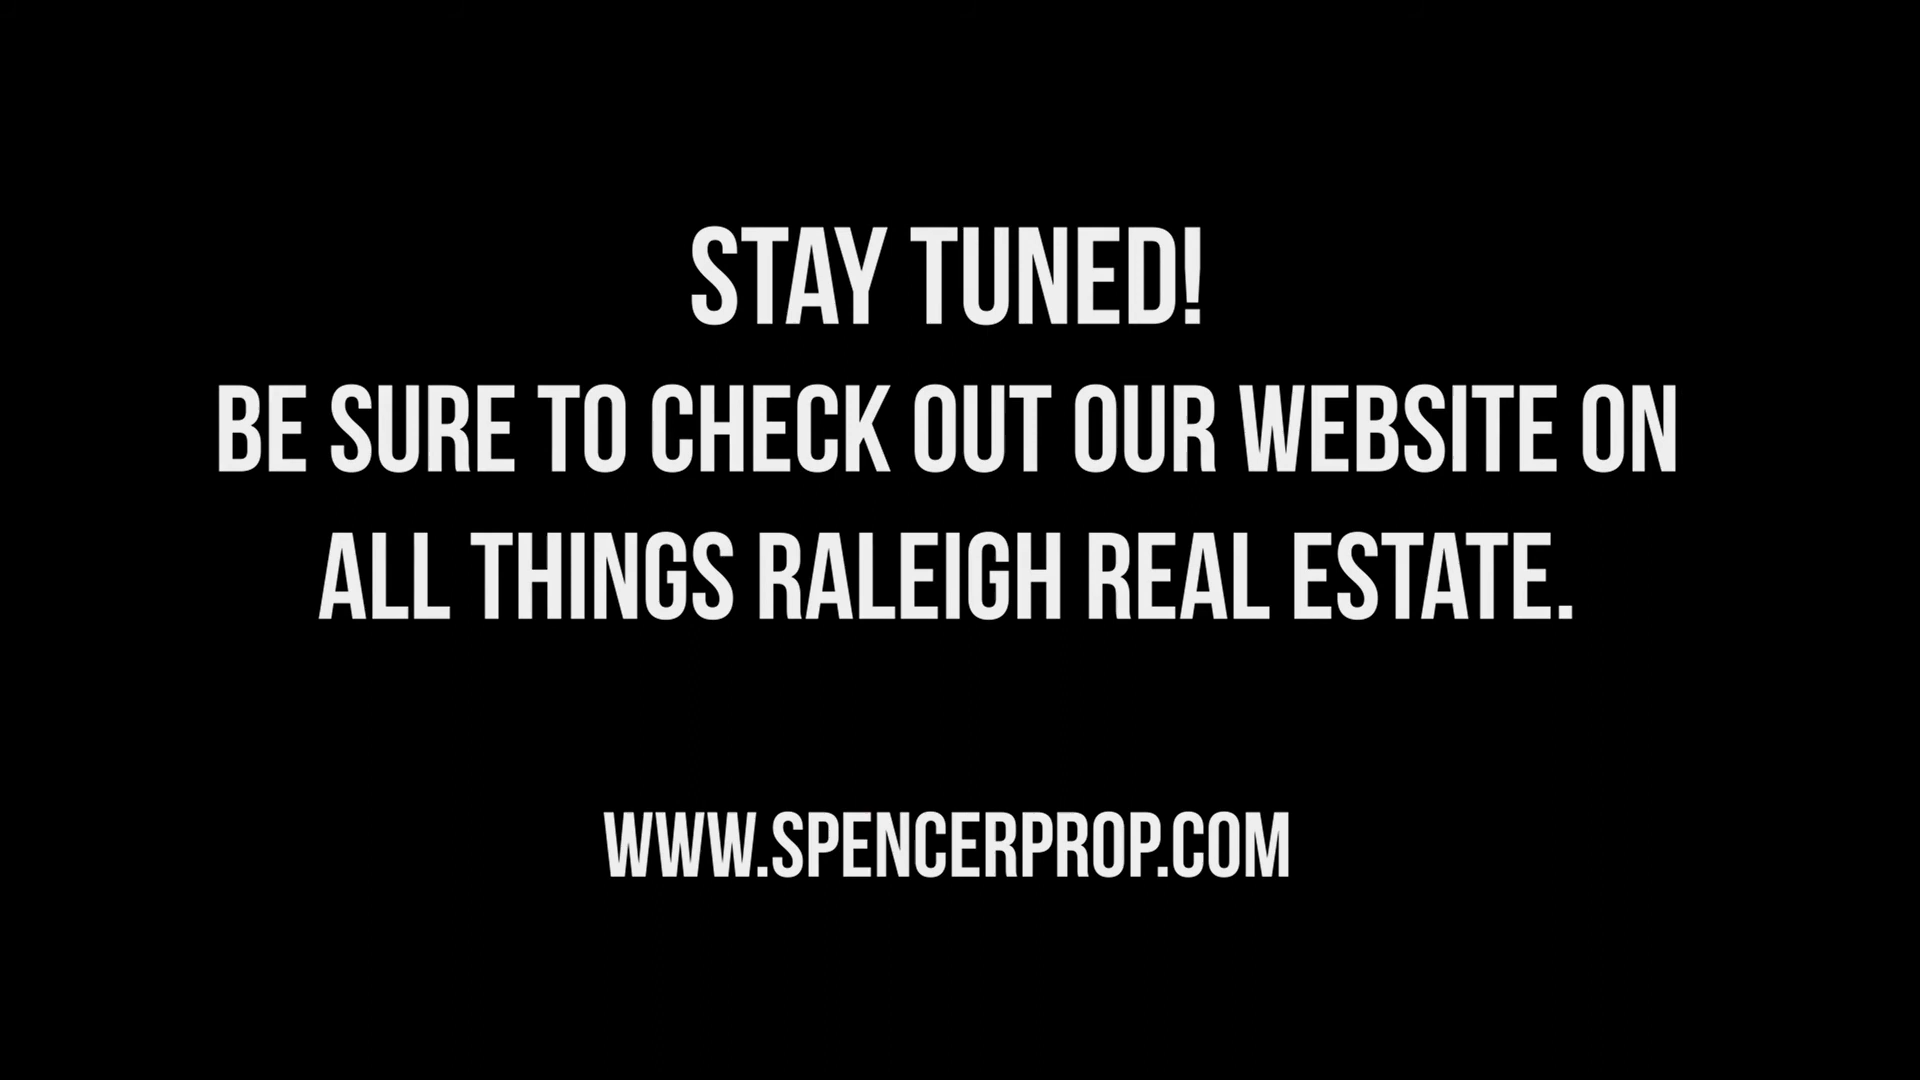 STAY TUNED!
BE SURE TO CHECK OUT OUR WEBSITE ON
ALL THINGS RALEIGH REAL ESTATE.
WWW.SPENCERPROP.COM